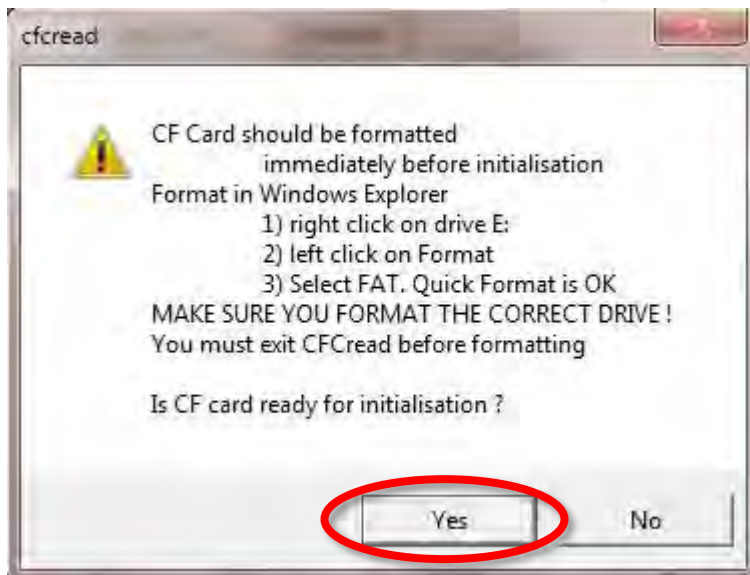 cfcread
CF Card should be formatted
immediately before initialisation
Format in Windows Explorer
1) right click on drive E:
2) left click on Format
3) Select FAT. Quick Format is OK
MAKE SURE YOU FORMAT THE CORRECT DRIVE !
You must exit CFCread before formatting
Is CF card ready for initialisation ?
Yes
No